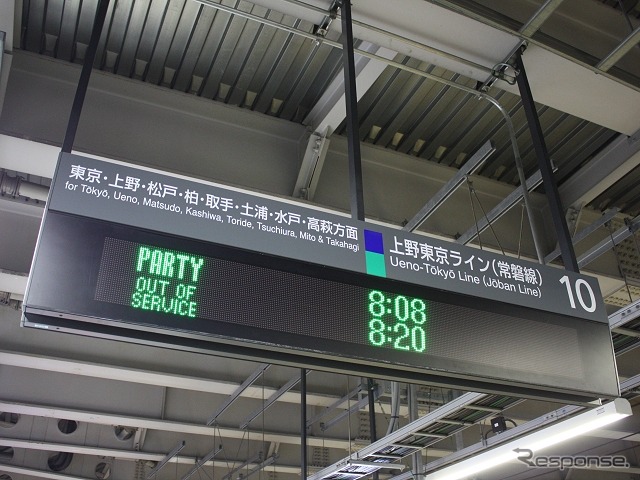 東京・上野・松戸・柏・取手・土浦・水戸・高萩方面
for Tōkyō, Ueno, Matsudo, Kashiwa, Toride, Tsuchiura, Mito & Takahagi
上野東京ライン(常磐線)
Ueno-Tōkyō Line (Jōban Line)
10
PARTY 8:08
OUT OF
SERVICE 8:20
Response.